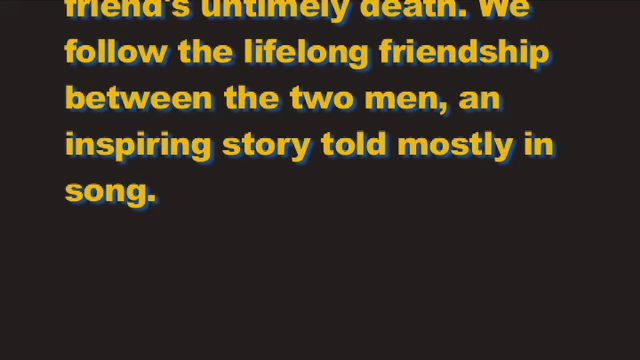 friend's untimely death. We
follow the lifelong friendship
between the two men, an
inspiring story told mostly in
song.